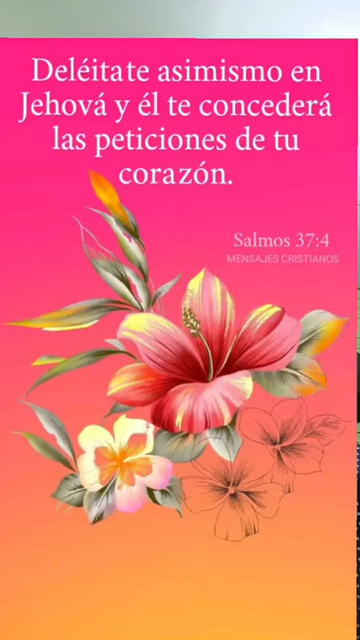 Deléitate asimismo en
Jehová y él te concederá
las peticiones de tu
corazón.
Salmos 37:4
MENSAJES CRISTIANOS